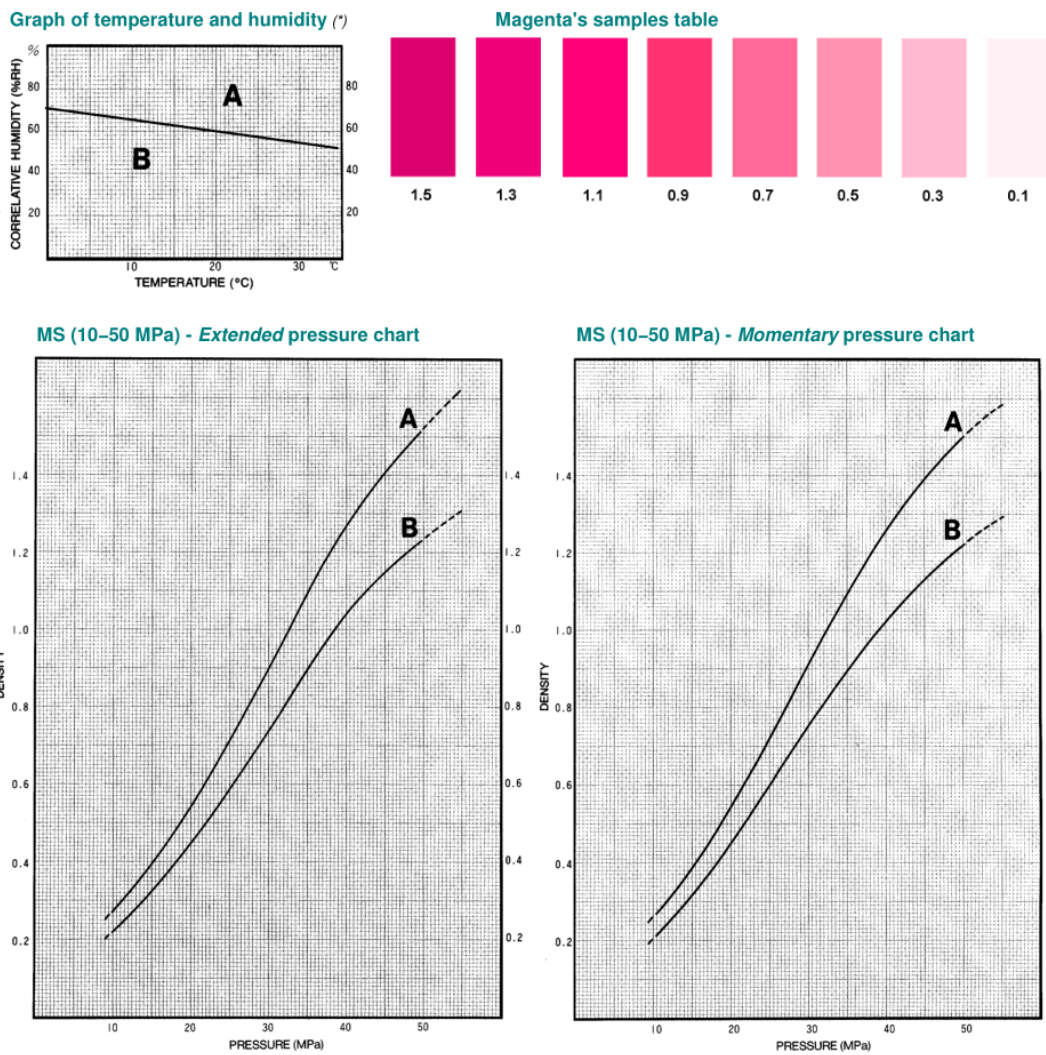 Graph of temperature and humidity (*)
%
CORRELATIVE HUMIDITY (%RH)
80
60
40
20
A
B
80
60
40
20
10 20 30 °C
TEMPERATURE (ºC)
Magenta's samples table
1.5 1.3 1.1 0.9 0.7 0.5 0.3 0.1
MS (10–50 MPa) - Extended pressure chart
A
B
1.4
1.2
1.0
0.8
0.6
0.4
0.2
DENSITY
1.4
1.2
1.0
0.8
0.6
0.4
0.2
10 20 30 40 50
PRESSURE (MPa)
MS (10–50 MPa) - Momentary pressure chart
A
B
1.4
1.2
1.0
0.8
0.6
0.4
0.2
DENSITY
10 20 30 40 50
PRESSURE (MPa)